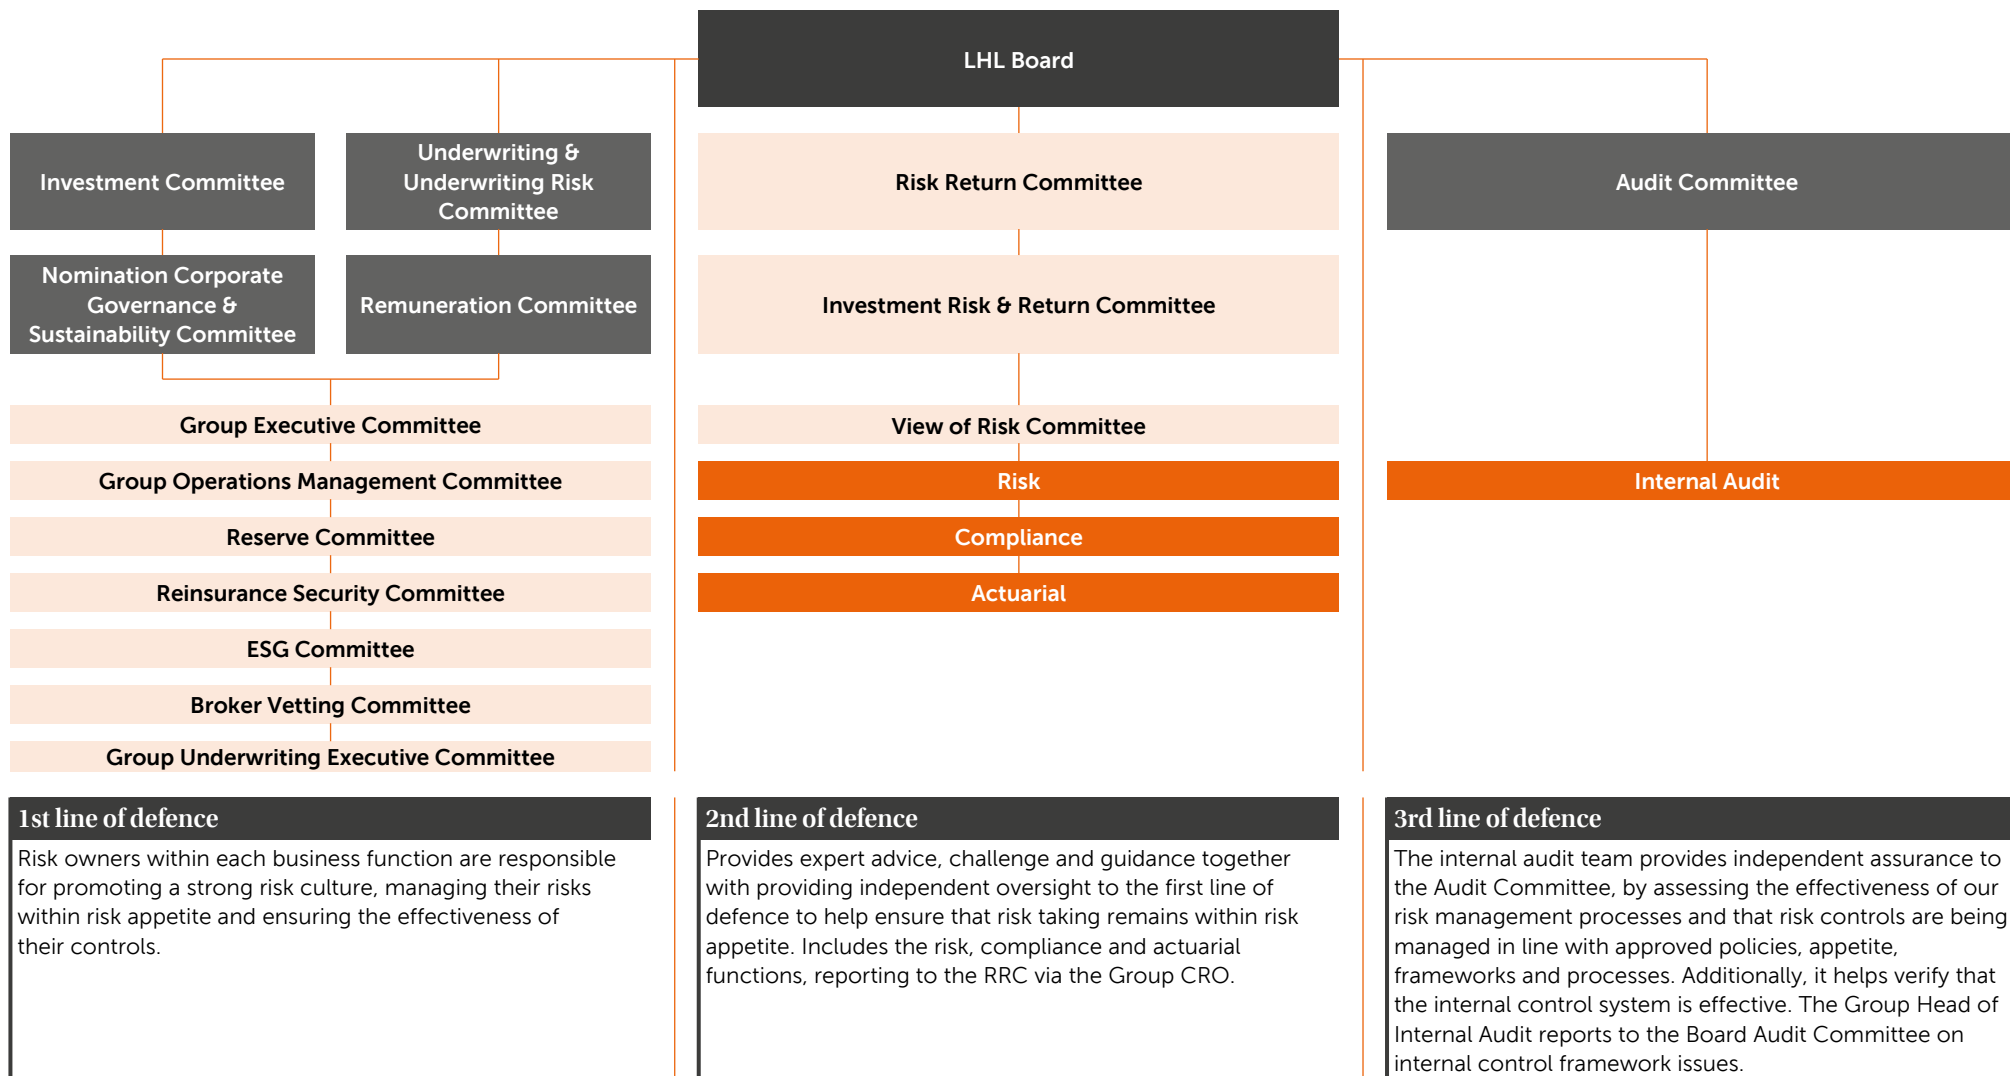 LHL Board
Investment Committee
Underwriting &
Underwriting Risk
Committee
Risk Return Committee
Audit Committee
Nomination Corporate
Governance &
Sustainability Committee
Remuneration Committee
Investment Risk & Return Committee
Group Executive Committee
View of Risk Committee
Group Operations Management Committee
Risk
Internal Audit
Reserve Committee
Compliance
Reinsurance Security Committee
Actuarial
ESG Committee
Broker Vetting Committee
Group Underwriting Executive Committee
1st line of defence
Risk owners within each business function are responsible
for promoting a strong risk culture, managing their risks
within risk appetite and ensuring the effectiveness of
their controls.
2nd line of defence
Provides expert advice, challenge and guidance together
with providing independent oversight to the first line of
defence to help ensure that risk taking remains within risk
appetite. Includes the risk, compliance and actuarial
functions, reporting to the RRC via the Group CRO.
3rd line of defence
The internal audit team provides independent assurance to
the Audit Committee, by assessing the effectiveness of our
risk management processes and that risk controls are being
managed in line with approved policies, appetite,
frameworks and processes. Additionally, it helps verify that
the internal control system is effective. The Group Head of
Internal Audit reports to the Board Audit Committee on
internal control framework issues.